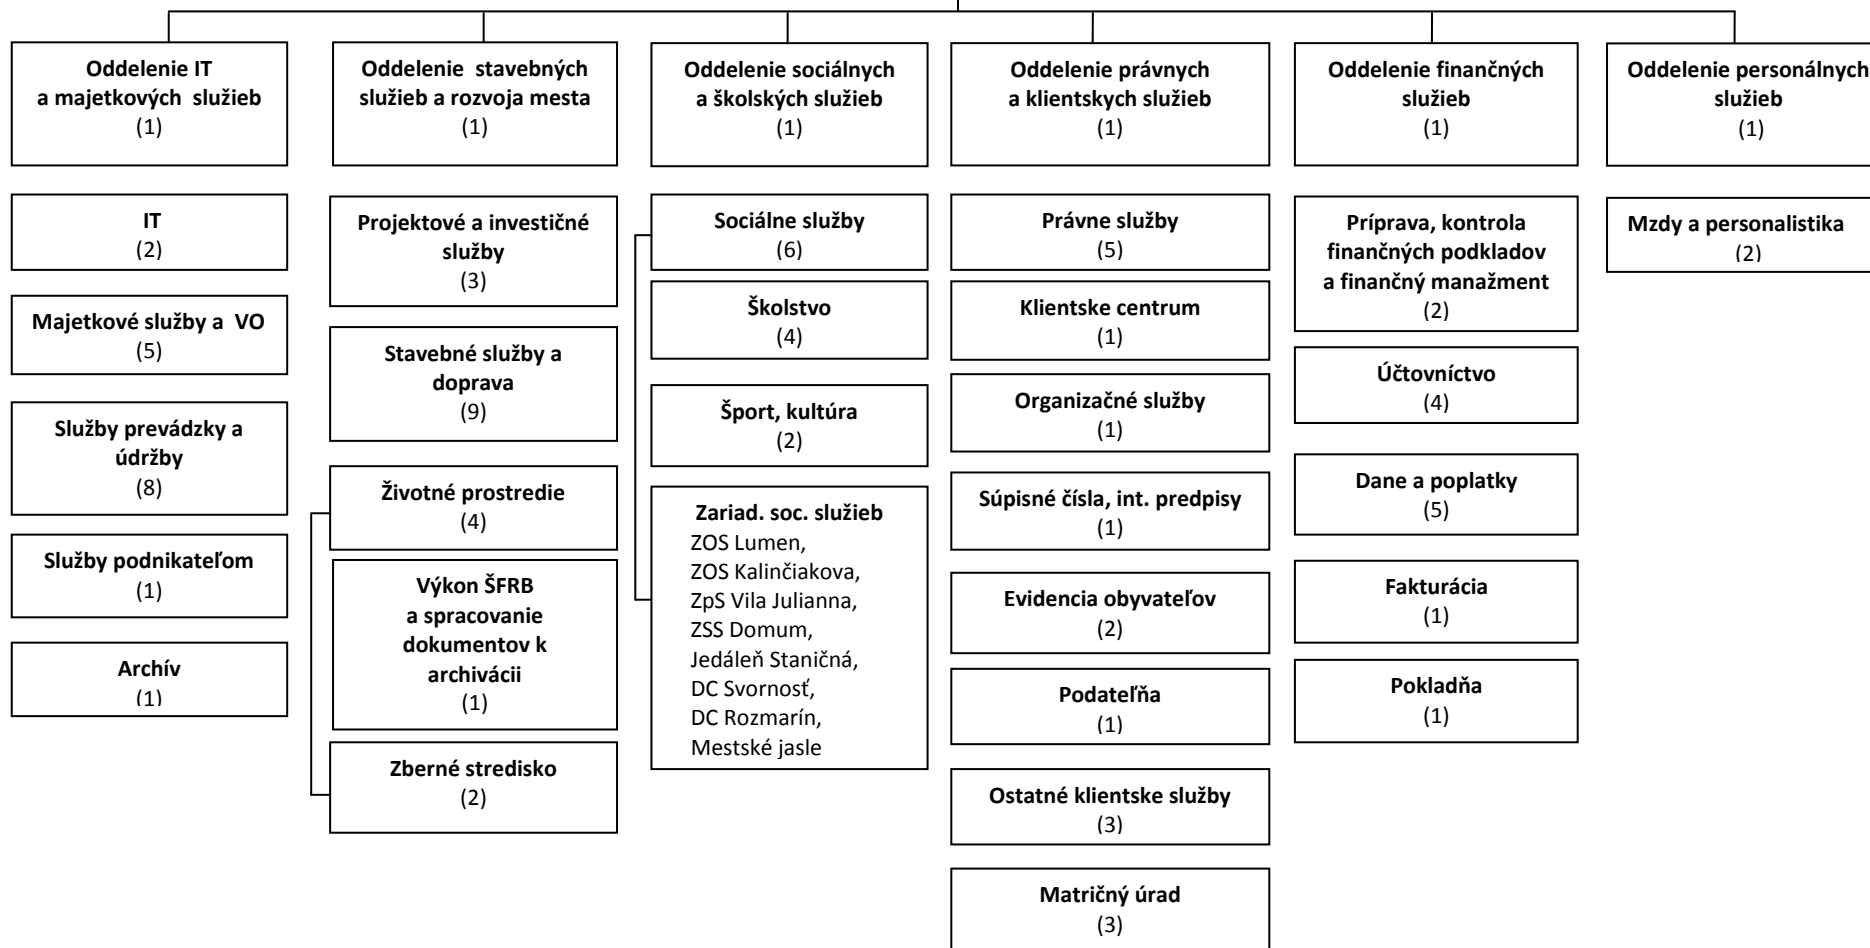 Oddelenie IT
a majetkových služieb
(1)
IT
(2)
Majetkové služby a VO
(5)
Služby prevádzky a
údržby
(8)
Služby podnikateľom
(1)
Archív
(1)
Oddelenie stavebných
služieb a rozvoja mesta
(1)
Projektové a investičné
služby
(3)
Stavebné služby a
doprava
(9)
Životné prostredie
(4)
Výkon ŠFRB
a spracovanie
dokumentov k
archivácii
(1)
Zberné stredisko
(2)
Oddelenie sociálnych
a školských služieb
(1)
Sociálne služby
(6)
Školstvo
(4)
Šport, kultúra
(2)
Zariad. soc. služieb
ZOS Lumen,
ZOS Kalinčiakova,
ZpS Vila Julianna,
ZSS Domum,
Jedáleň Staničná,
DC Svornosť,
DC Rozmarín,
Mestské jasle
Oddelenie právnych
a klientskych služieb
(1)
Právne služby
(5)
Klientske centrum
(1)
Organizačné služby
(1)
Súpisné čísla, int. predpisy
(1)
Evidencia obyvateľov
(2)
Podateľňa
(1)
Ostatné klientske služby
(3)
Matričný úrad
(3)
Oddelenie finančných
služieb
(1)
Príprava, kontrola
finančných podkladov
a finančný manažment
(2)
Účtovníctvo
(4)
Dane a poplatky
(5)
Fakturácia
(1)
Pokladňa
(1)
Oddelenie personálnych
služieb
(1)
Mzdy a personalistika
(2)